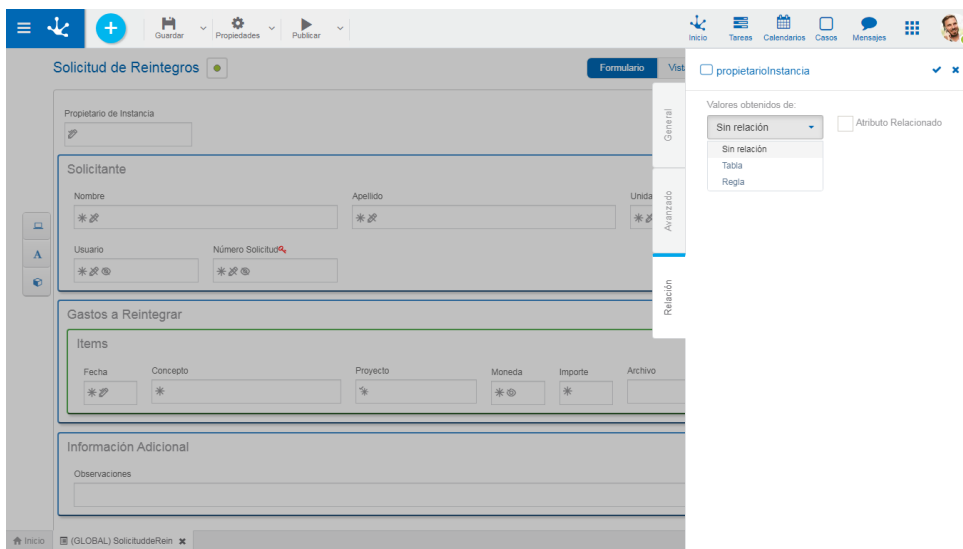 Guardar
Propiedades
Publicar
Inicio
Tareas
Calendarios
Casos
Mensajes
Solicitud de Reintegros
Formulario
Vist
propietarioInstancia
Propietario de Instancia
General
Valores obtenidos de:
Sin relación
Atributo Relacionado
Sin relación
Tabla
Regla
Solicitante
Nombre
Apellido
Unida
Avanzado
A
Usuario
Número Solicitud
Relación
Gastos a Reintegrar
Items
Fecha
Concepto
Proyecto
Moneda
Importe
Archivo
Información Adicional
Observaciones
Inicio
(GLOBAL) SolicituddeRein